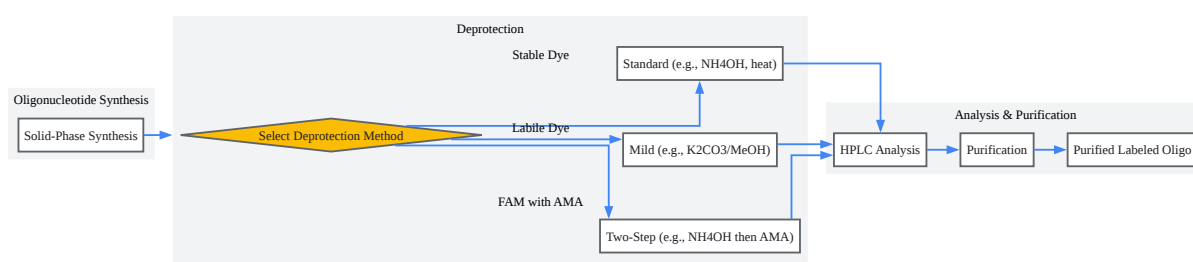 Deprotection
Stable Dye
Standard (e.g., NH4OH, heat)
Oligonucleotide Synthesis
Solid-Phase Synthesis
Select Deprotection Method
Labile Dye
Mild (e.g., K2CO3/MeOH)
FAM with AMA
Two-Step (e.g., NH4OH then AMA)
Analysis & Purification
HPLC Analysis
Purification
Purified Labeled Oligo